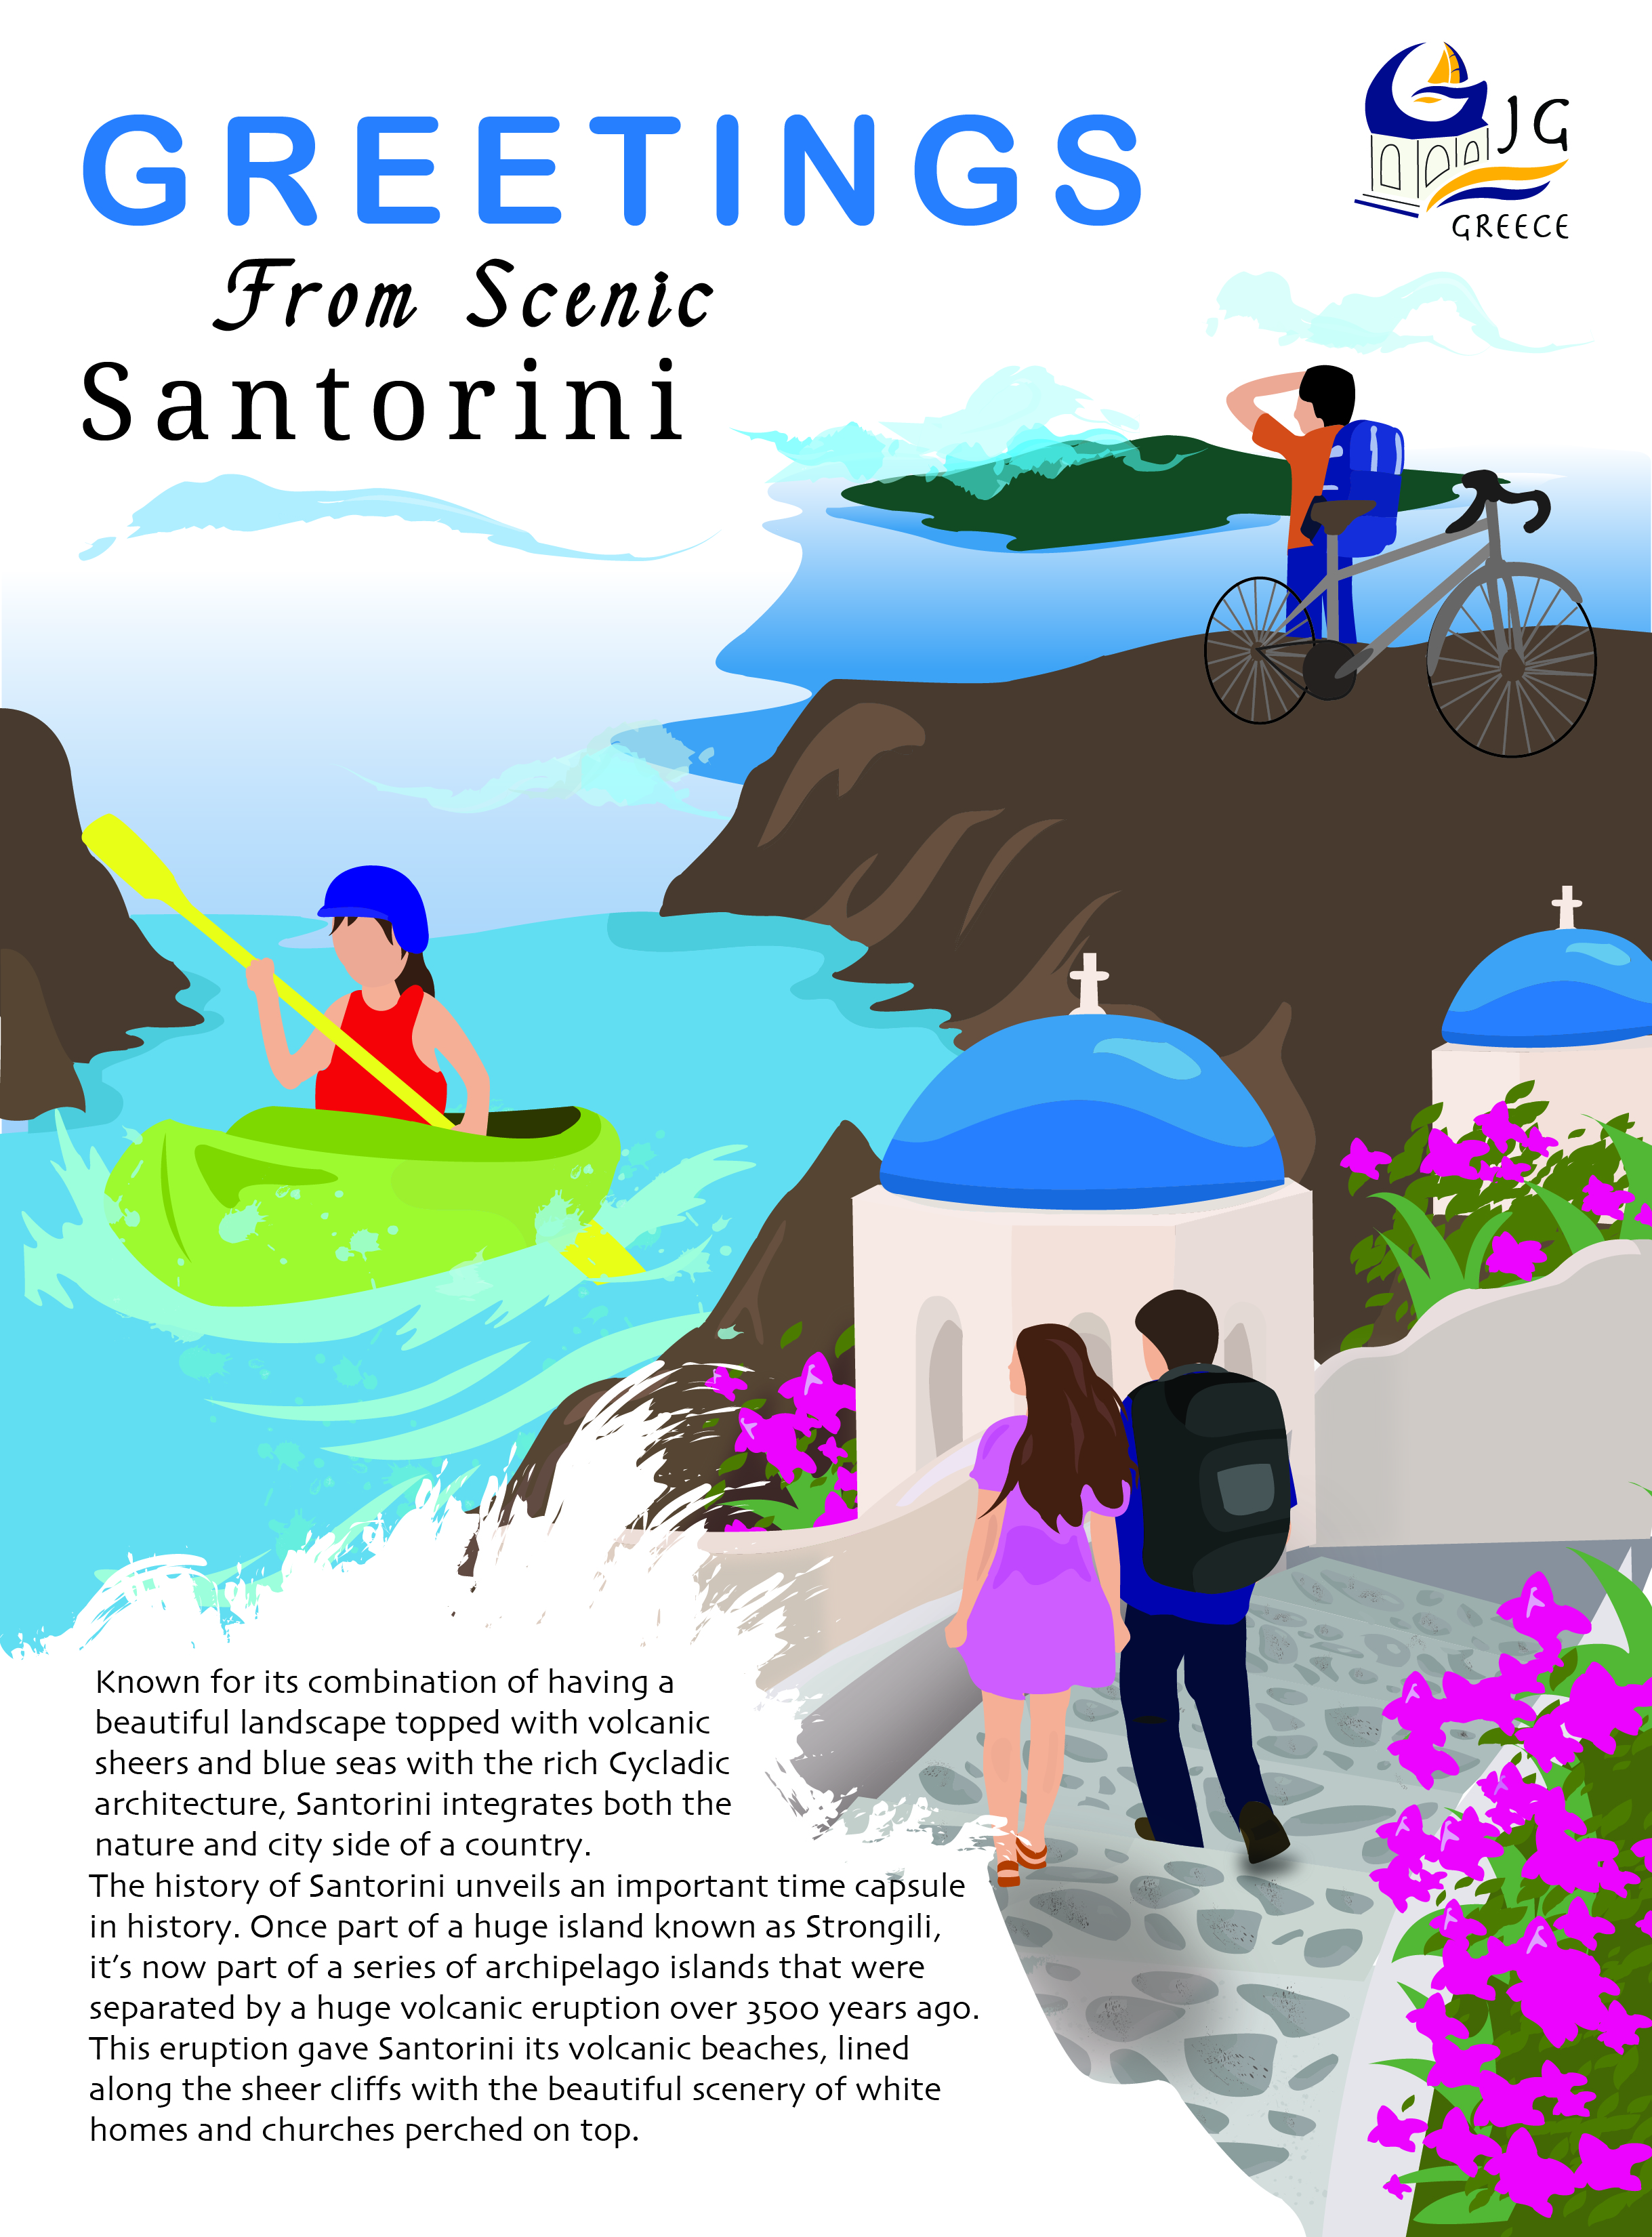 GREETINGS
From Scenic
Santorini
JG
GREECE
Known for its combination of having a
beautiful landscape topped with volcanic
sheers and blue seas with the rich Cycladic
architecture, Santorini integrates both the
nature and city side of a country.
The history of Santorini unveils an important time capsule
in history. Once part of a huge island known as Strongili,
it's now part of a series of archipelago islands that were
separated by a huge volcanic eruption over 3500 years ago.
This eruption gave Santorini its volcanic beaches, lined
along the sheer cliffs with the beautiful scenery of white
homes and churches perched on top.